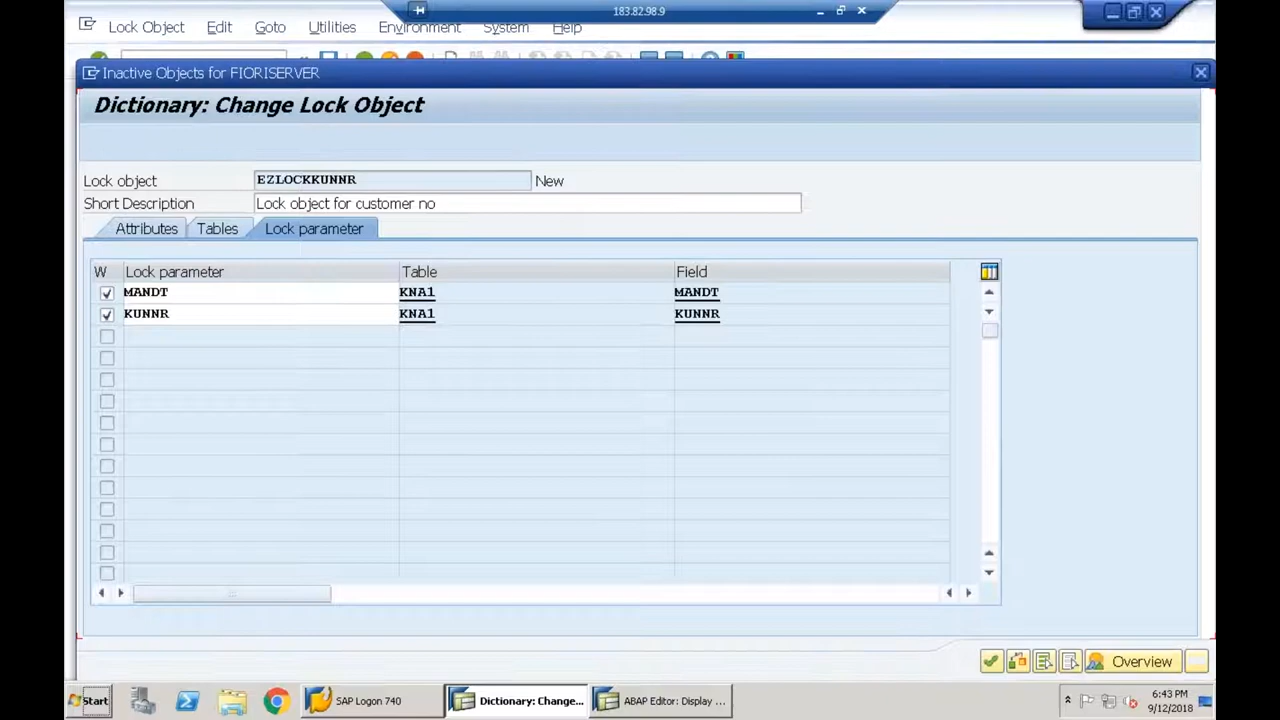 183.82.98.9
Lock Object Edit Goto Utilities Environment System Help
Inactive Objects for FIORISERVER
Dictionary: Change Lock Object
Lock object EZLOCKKUNNR New
Short Description Lock object for customer no
Attributes Tables Lock parameter
W Lock parameter Table Field
MANDT KNA1 MANDT
KUNNR KNA1 KUNNR
Overview
Start SAP Logon 740 Dictionary: Change... ABAP Editor: Display ... 6:43 PM
9/12/2018